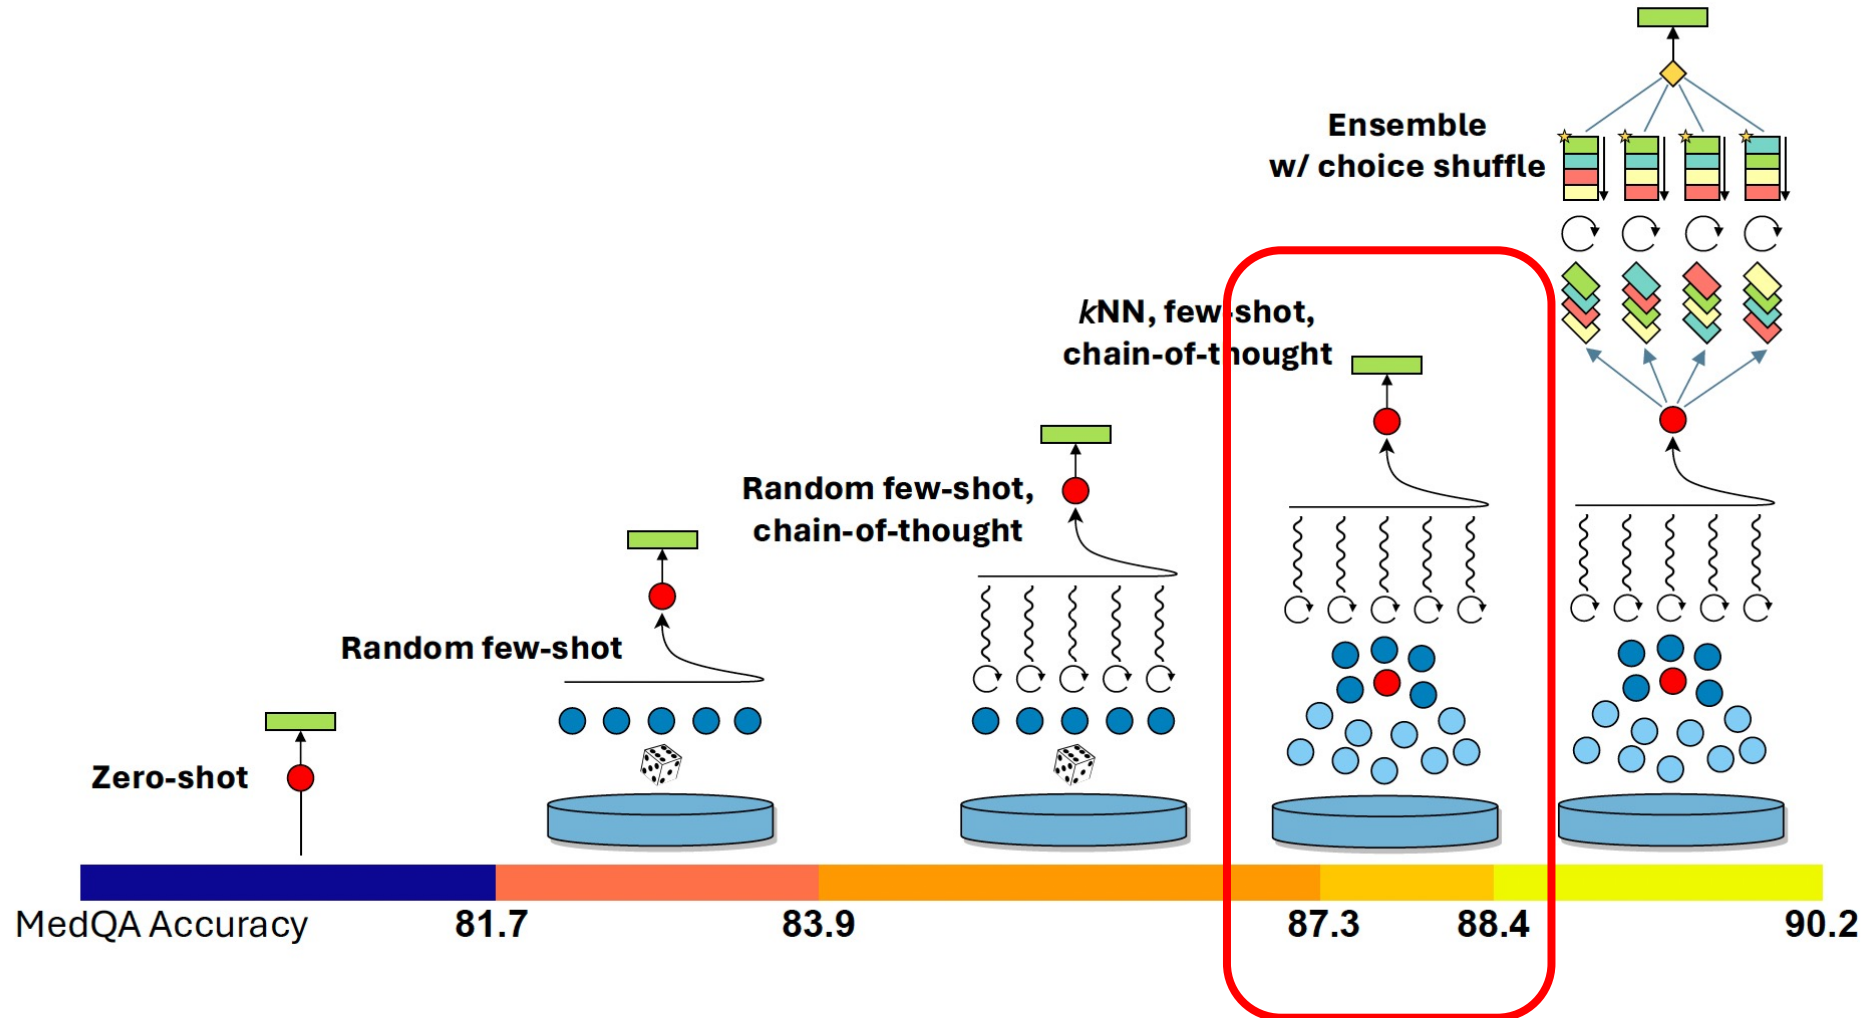 Ensemble
w/ choice shuffle
kNN, few-shot,
chain-of-thought
Random few-shot,
chain-of-thought
Random few-shot
Zero-shot
MedQA Accuracy
81.7
83.9
87.3
88.4
90.2